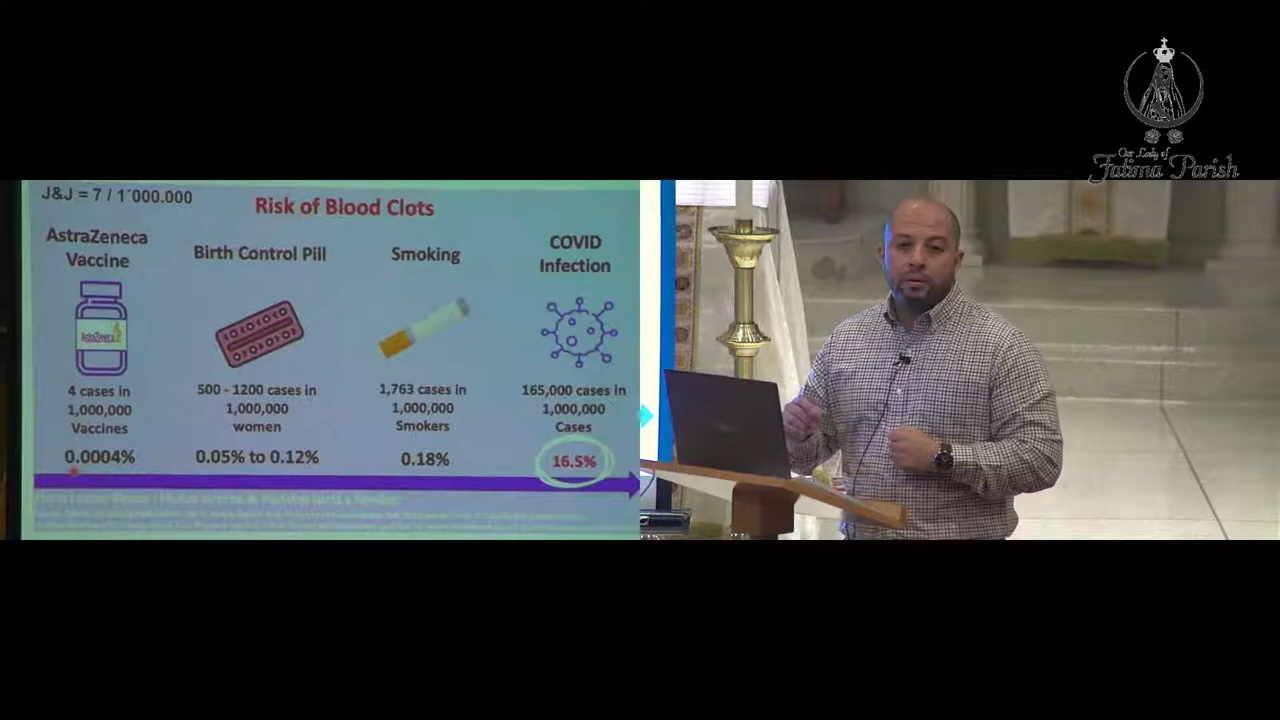 Our Lady of
Fatima Parish
J&J = 7 / 1´000.000
Risk of Blood Clots
AstraZeneca
Vaccine
Birth Control Pill
Smoking
COVID
Infection
AstraZeneca
4 cases in
1,000,000
Vaccines
0.0004%
500 - 1200 cases in
1,000,000
women
0.05% to 0.12%
1,763 cases in
1,000,000
Smokers
0.18%
165,000 cases in
1,000,000
Cases
16.5%